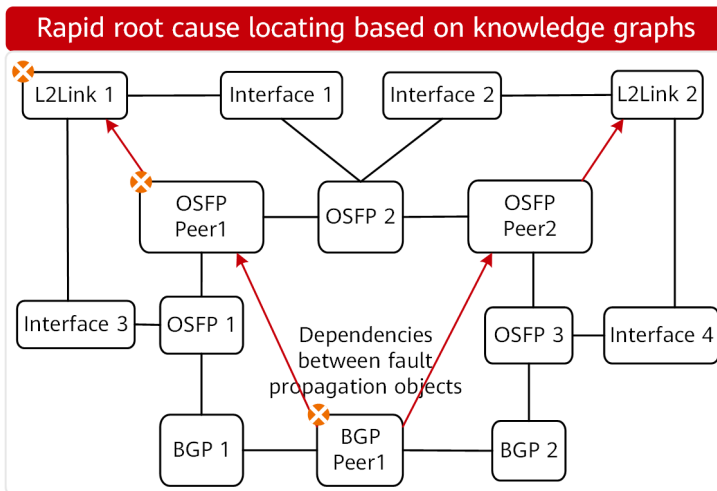 Rapid root cause locating based on knowledge graphs
L2Link 1
Interface 1
Interface 2
L2Link 2
OSFP
Peer1
OSFP 2
OSFP
Peer2
Interface 3
OSFP 1
Dependencies
between fault
propagation objects
OSFP 3
Interface 4
BGP 1
BGP
Peer1
BGP 2